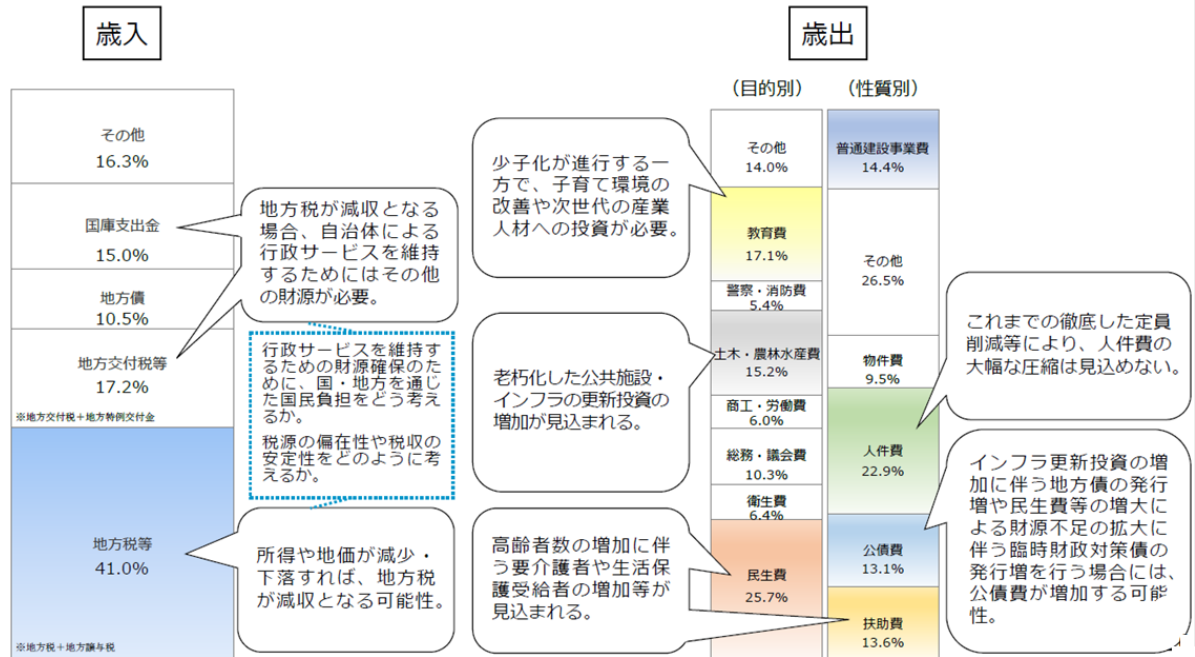 歳入
その他
16.3%
国庫支出金
15.0%
地方債
10.5%
地方交付税等
17.2%
※地方交付税+地方特例交付金
地方税等
41.0%
※地方税+地方譲与税
地方税が減収となる
場合、自治体による
行政サービスを維持
するためにはその他
の財源が必要。
行政サービスを維持す
るための財源確保のた
めに、国・地方を通じ
た国民負担をどう考え
るか。
税源の偏在性や税収の
安定性をどのように考
えるか。
所得や地価が減少・
下落すれば、地方税
が減収となる可能性。
歳出
(目的別)
(性質別)
少子化が進行する一
方で、子育て環境の
改善や次世代の産業
人材への投資が必要。
老朽化した公共施設・
インフラの更新投資の
増加が見込まれる。
高齢者数の増加に伴
う要介護者や生活保
護受給者の増加等が
見込まれる。
その他
14.0%
教育費
17.1%
警察・消防費
5.4%
土木・農林水産費
15.2%
商工・労働費
6.0%
総務・議会費
10.3%
衛生費
6.4%
民生費
25.7%
普通建設事業費
14.4%
その他
26.5%
物件費
9.5%
人件費
22.9%
公債費
13.1%
扶助費
13.6%
これまでの徹底した定員
削減等により、人件費の
大幅な圧縮は見込めない。
インフラ更新投資の増
加に伴う地方債の発行
増や民生費等の増大に
よる財源不足の拡大に
伴う臨時財政対策債の
発行増を行う場合には、
公債費が増加する可能
性。